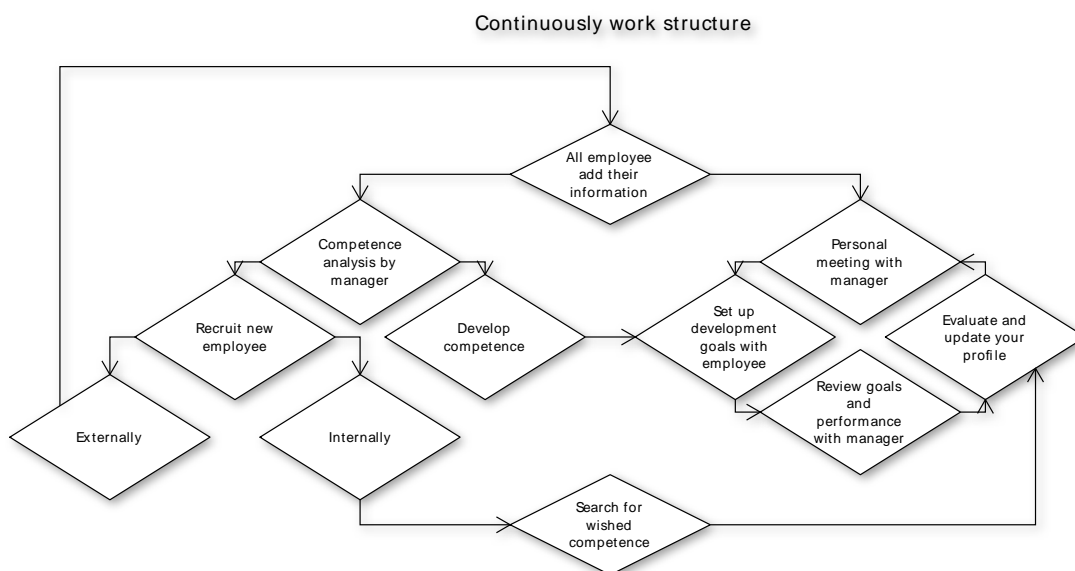 Continuously work structure
All employee
add their
information
Competence
analysis by
manager
Personal
meeting with
manager
Recruit new
employee
Develop
competence
Set up
development
goals with
employee
Evaluate and
update your
profile
Review goals
and
performance
with manager
Externally
Internally
Search for
wished
competence